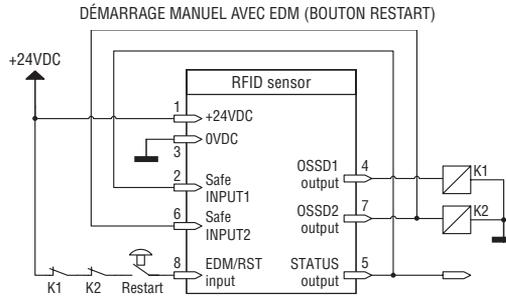 DÉMARRAGE MANUEL AVEC EDM (BOUTON RESTART)
+24VDC
RFID sensor
1
+24VDC
0VDC
3
2
Safe
INPUT1
6
Safe
INPUT2
8
EDM/RST
input
OSSD1
output
4
K1
OSSD2
output
7
K2
STATUS
output
5
K1
K2
Restart